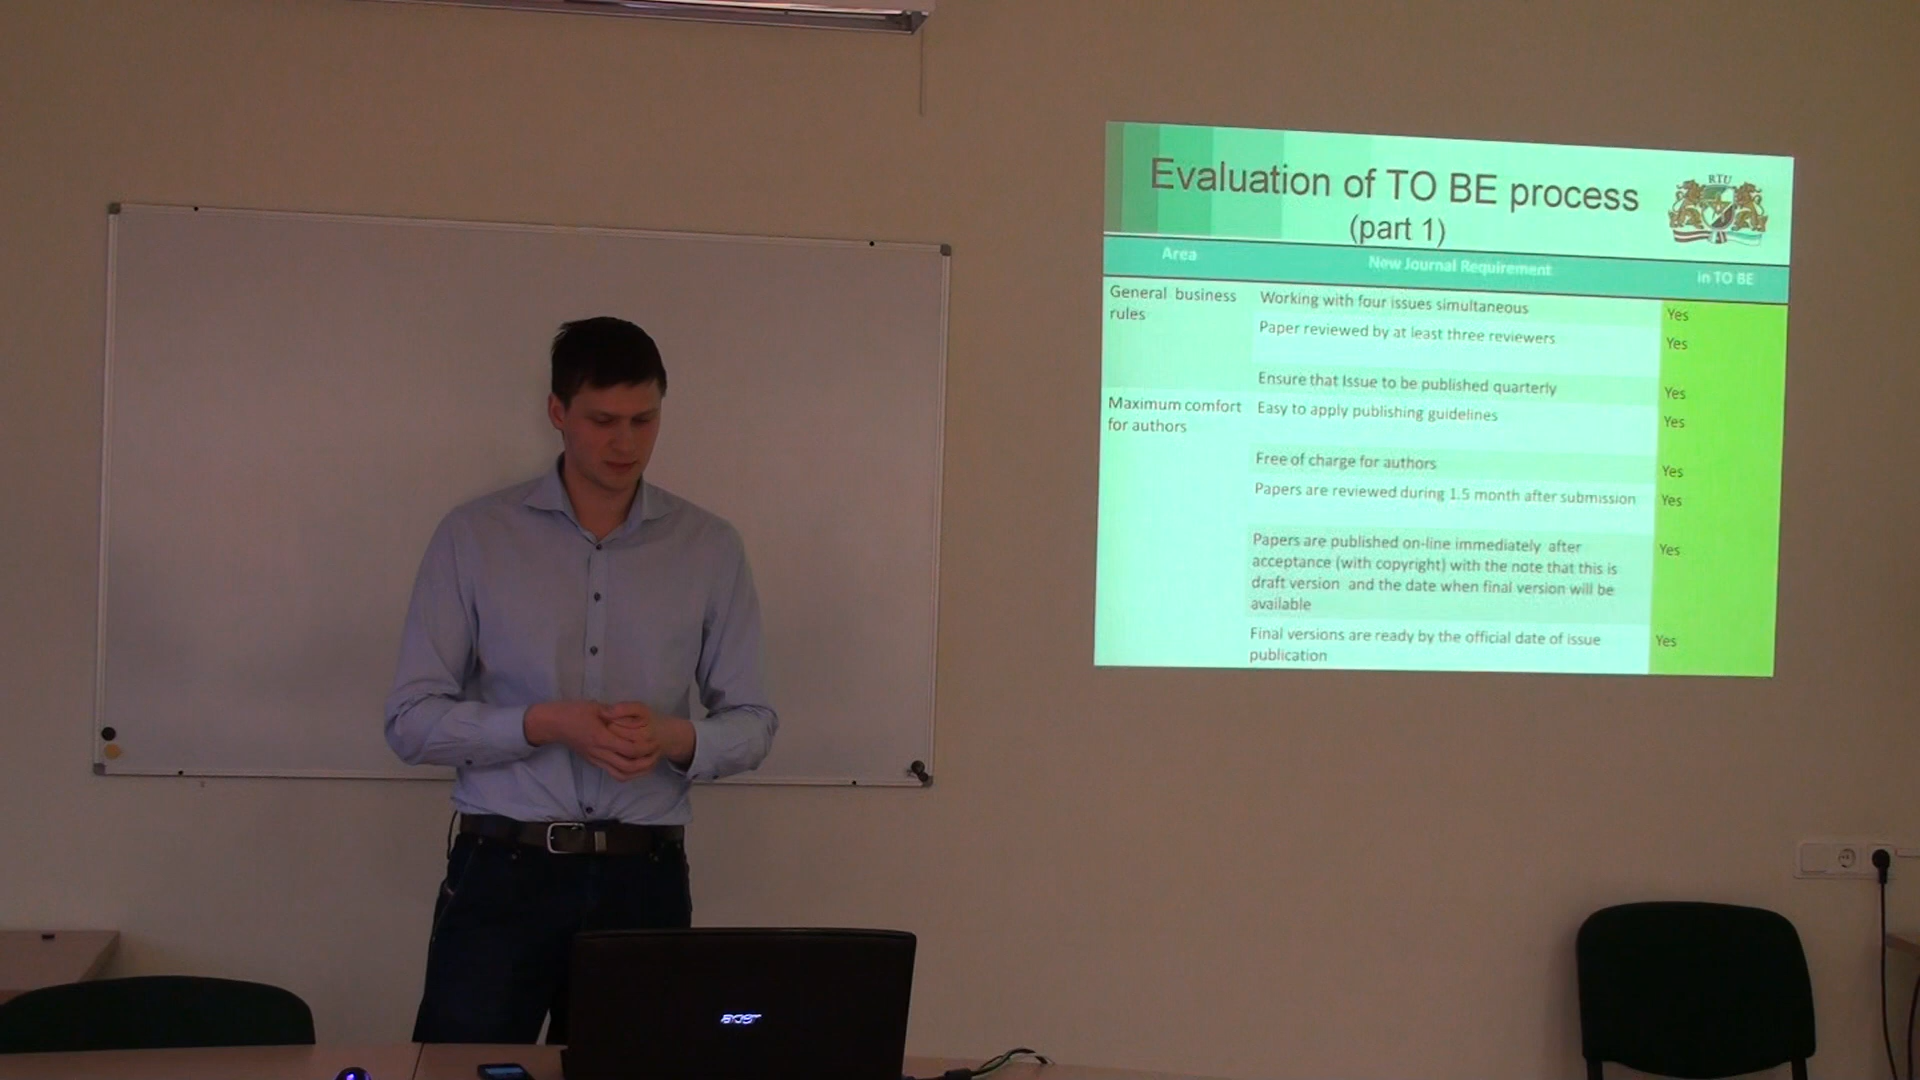 Evaluation of TO BE process
(part 1)
RTU
Area
New Journal Requirement
in TO BE
General business
rules
Working with four issues simultaneous
Yes
Paper reviewed by at least three reviewers
Yes
Ensure that Issue to be published quarterly
Yes
Maximum comfort
for authors
Easy to apply publishing guidelines
Yes
Free of charge for authors
Yes
Papers are reviewed during 1.5 month after submission
Yes
Papers are published on-line immediately after
acceptance (with copyright) with the note that this is
draft version and the date when final version will be
available
Yes
Final versions are ready by the official date of issue
publication
Yes
acer